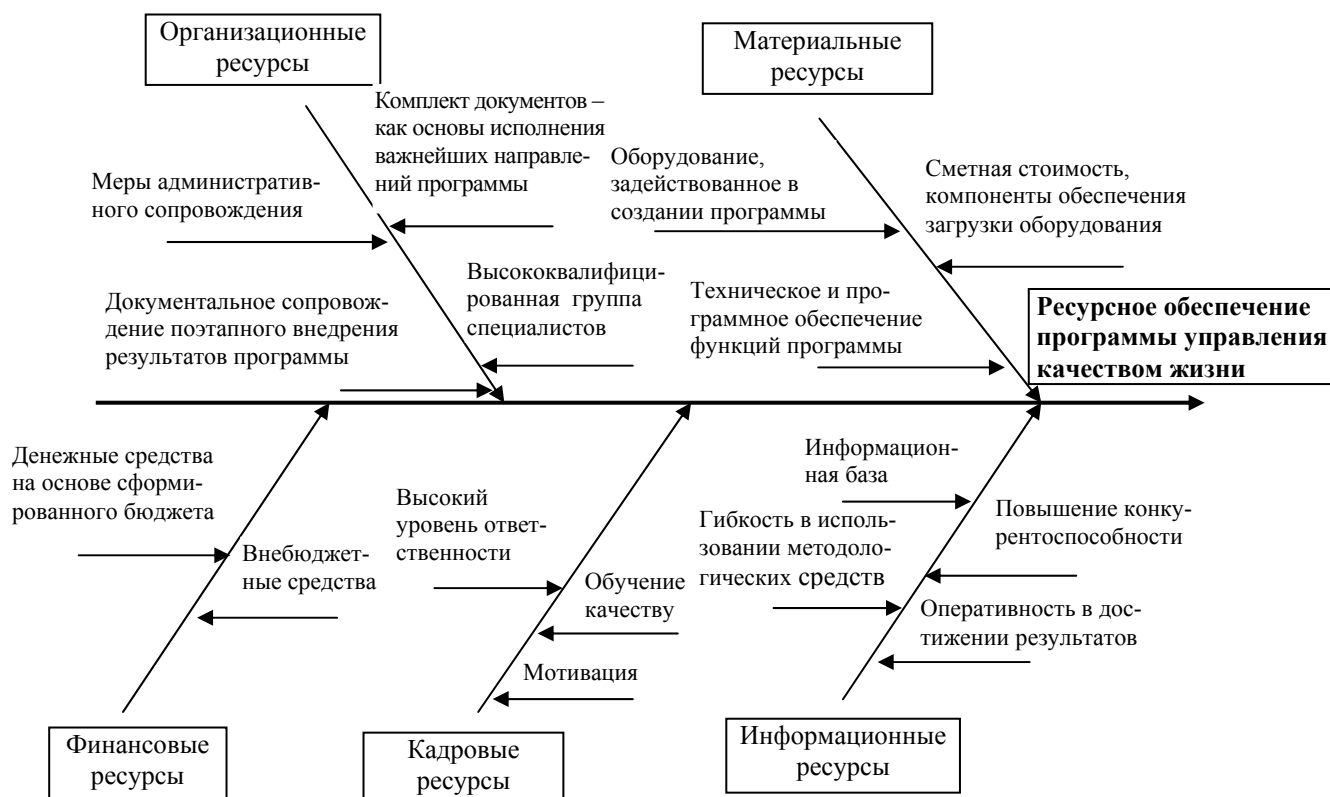 Организационные
ресурсы
Материальные
ресурсы
Комплект документов –
как основы исполнения
важнейших направле-
ний программы
Меры административ-
ного сопровождения
Оборудование,
задействованное в
создании программы
Сметная стоимость,
компоненты обеспечения
загрузки оборудования
Высококвалифици-
рованная группа
специалистов
Документальное сопровож-
дение поэтапного внедрения
результатов программы
Техническое и про-
граммное обеспечение
функций программы
Ресурсное обеспечение
программы управления
качеством жизни
Денежные средства
на основе сформи-
рованного бюджета
Внебюджет-
ные средства
Высокий
уровень ответ-
ственности
Обучение
качеству
Мотивация
Информацион-
ная база
Гибкость в исполь-
зовании методоло-
гических средств
Повышение конку-
рентоспособности
Оперативность в дос-
тижении результатов
Финансовые
ресурсы
Кадровые
ресурсы
Информационные
ресурсы